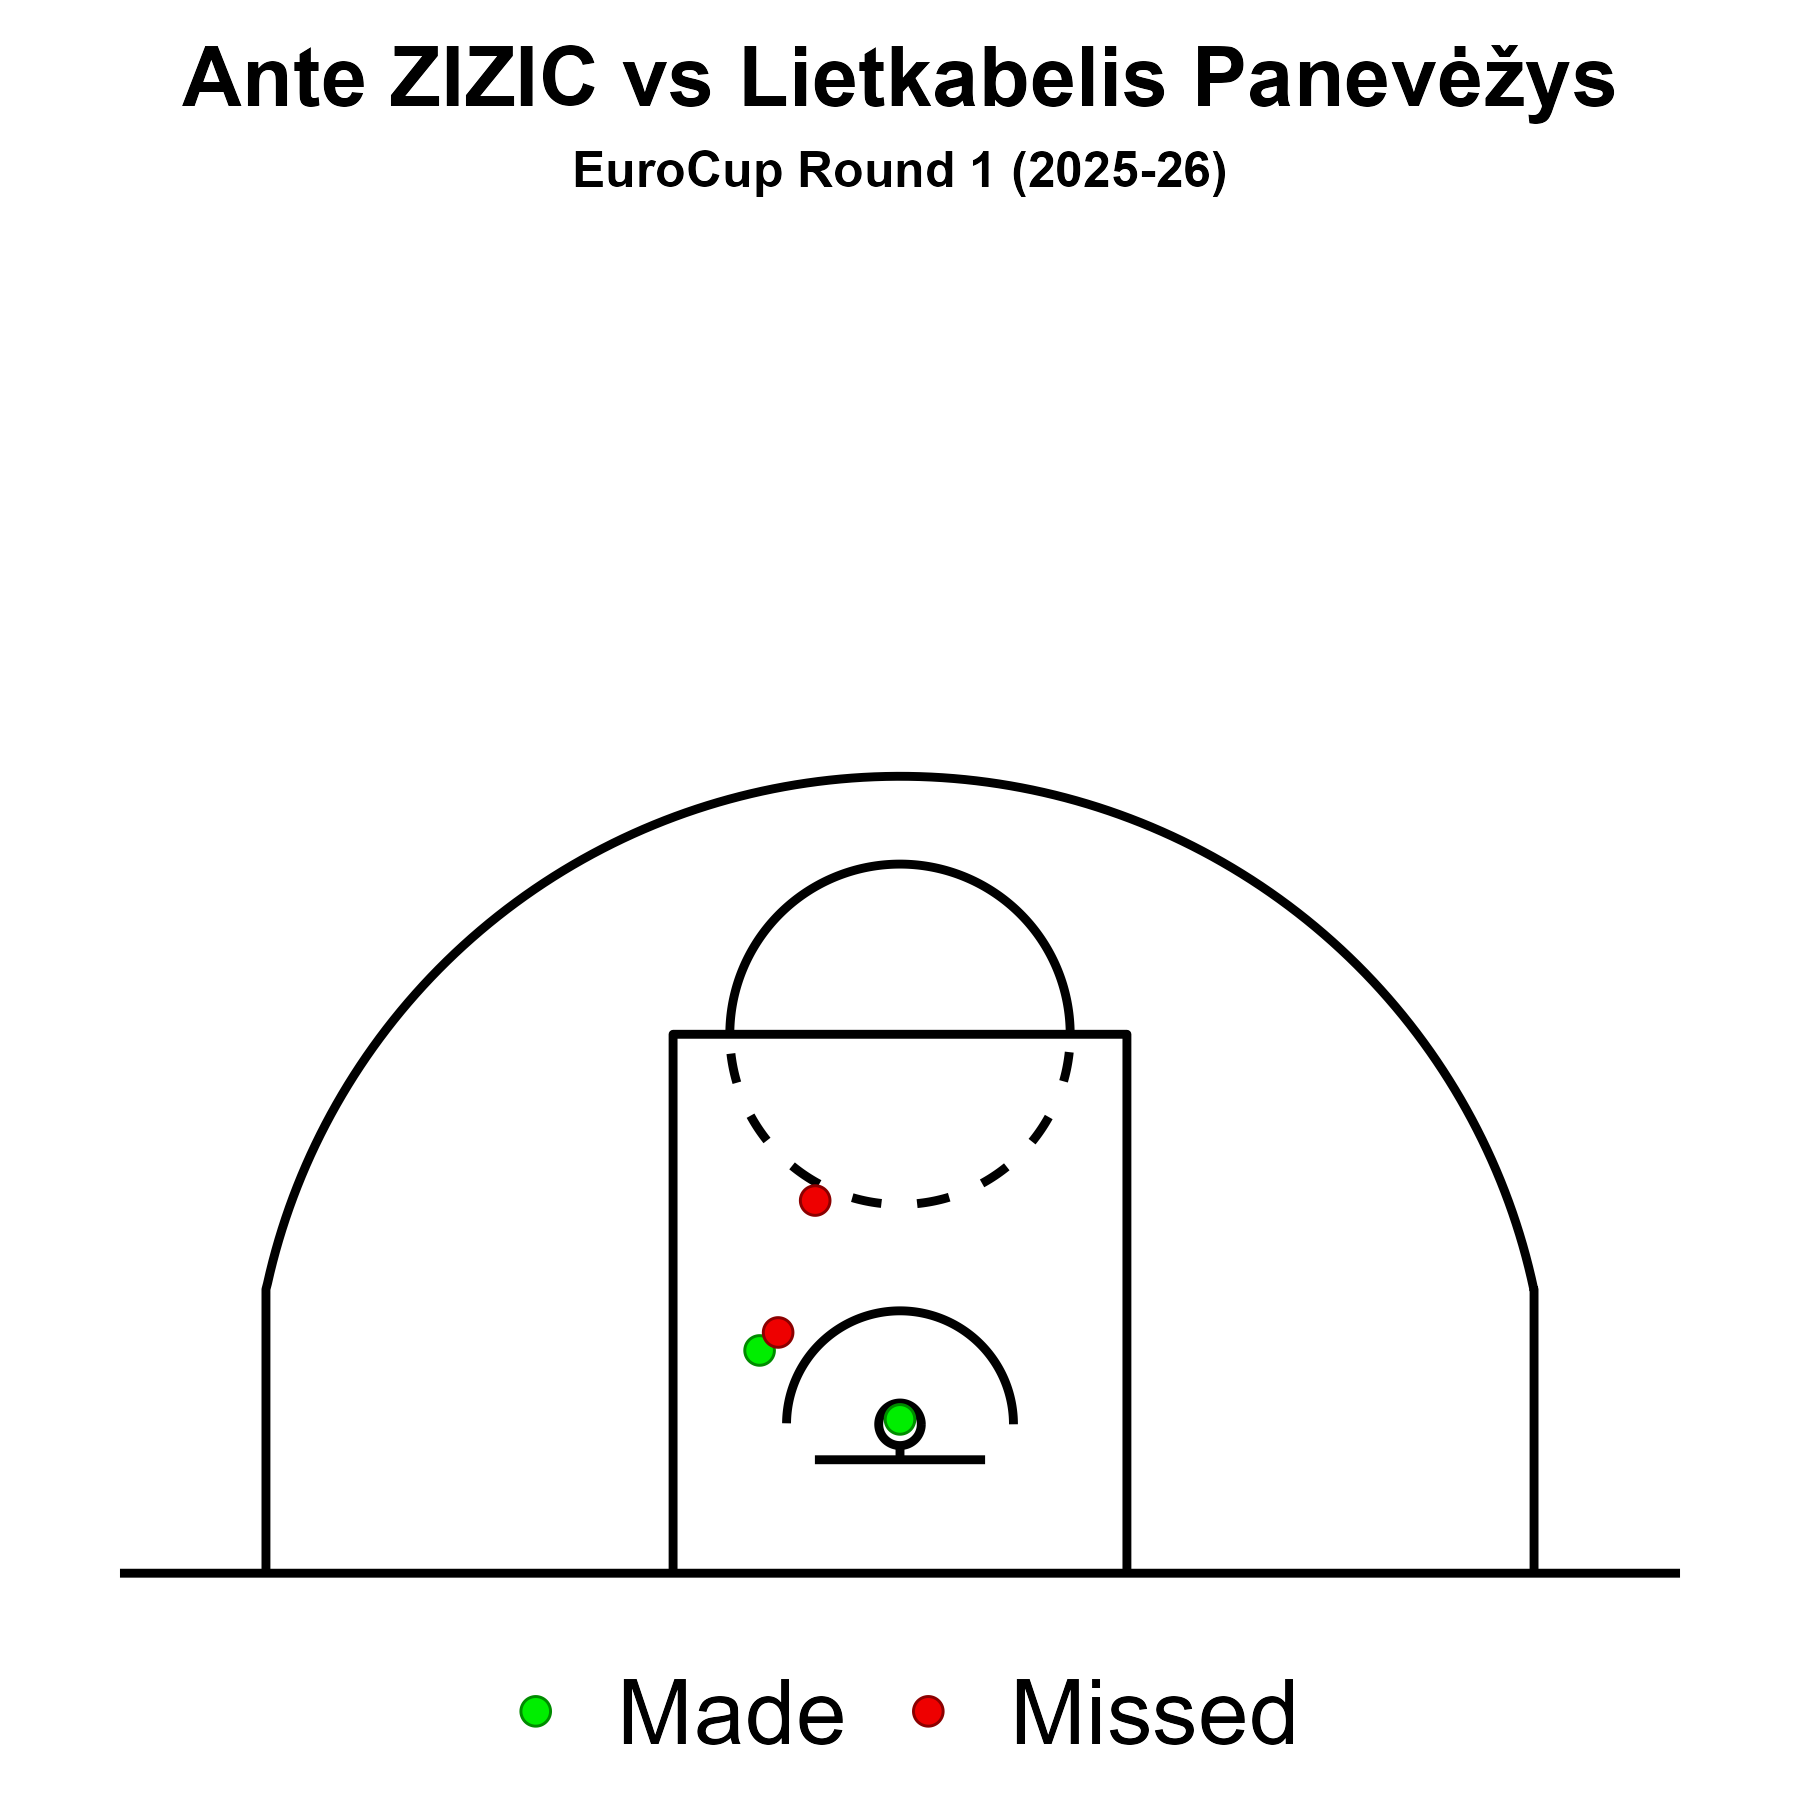 Ante ZIZIC vs Lietkabelis Panevėžys
EuroCup Round 1 (2025-26)
Made Missed